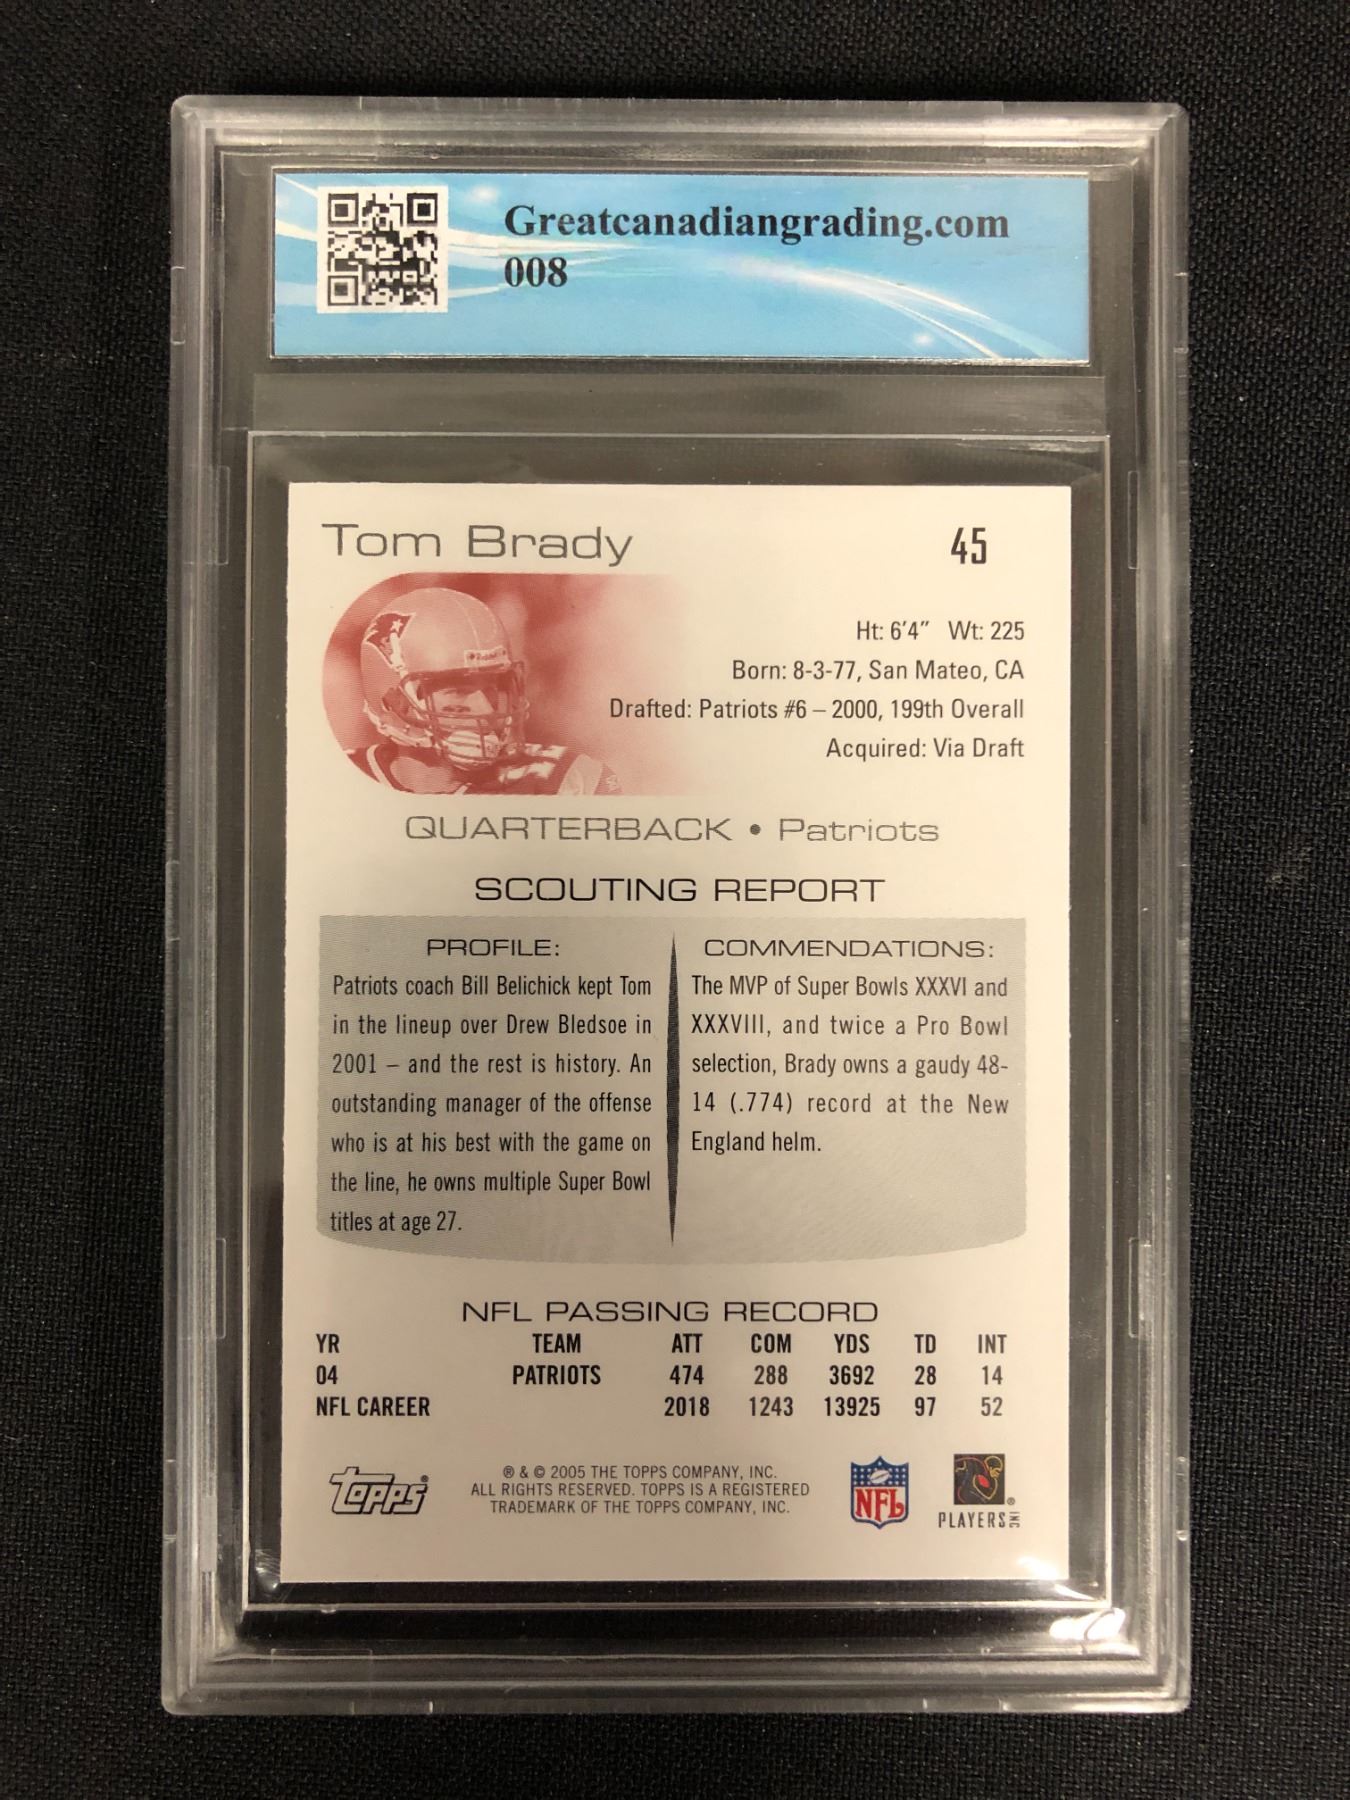 Greatcanadiangrading.com
008
Tom Brady
45
Ht: 6'4" Wt: 225
Born: 8-3-77, San Mateo, CA
Drafted: Patriots #6 – 2000, 199th Overall
Acquired: Via Draft
QUARTERBACK • Patriots
SCOUTING REPORT
PROFILE:
Patriots coach Bill Belichick kept Tom
in the lineup over Drew Bledsoe in
2001 – and the rest is history. An
outstanding manager of the offense
who is at his best with the game on
the line, he owns multiple Super Bowl
titles at age 27.
COMMENDATIONS:
The MVP of Super Bowls XXXVI and
XXXVIII, and twice a Pro Bowl
selection, Brady owns a gaudy 48-
14 (.774) record at the New
England helm.
NFL PASSING RECORD
YR TEAM ATT COM YDS TD INT
04 PATRIOTS 474 288 3692 28 14
NFL CAREER 2018 1243 13925 97 52
Topps®
® & © 2005 THE TOPPS COMPANY, INC.
ALL RIGHTS RESERVED. TOPPS IS A REGISTERED
TRADEMARK OF THE TOPPS COMPANY, INC.
NFL
PLAYERS INC®